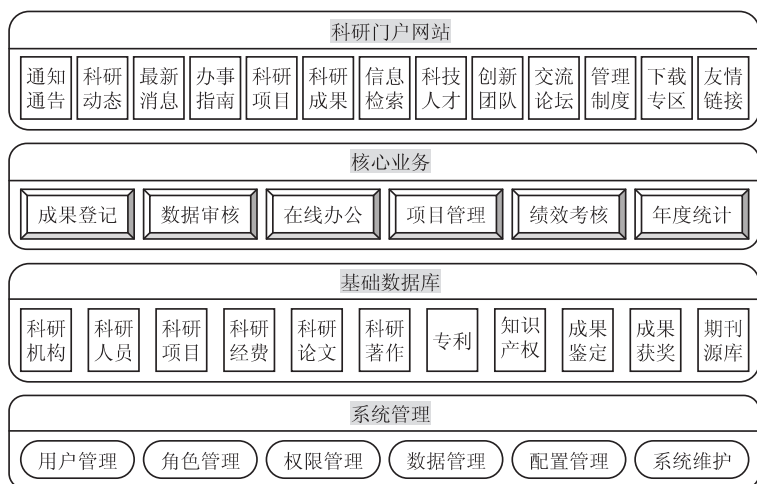 科研门户网站
通知 科研 最新 办事 科研 科研 信息 科技 创新 交流 管理 下载 友情
通告 动态 消息 指南 项目 成果 检索 人才 团队 论坛 制度 专区 链接
核心业务
成果登记 数据审核 在线办公 项目管理 绩效考核 年度统计
基础数据库
科研 科研 科研 科研 科研 科研 专利 知识 成果 成果 期刊
机构 人员 项目 经费 论文 著作 产权 鉴定 获奖 源库
系统管理
用户管理 角色管理 权限管理 数据管理 配置管理 系统维护